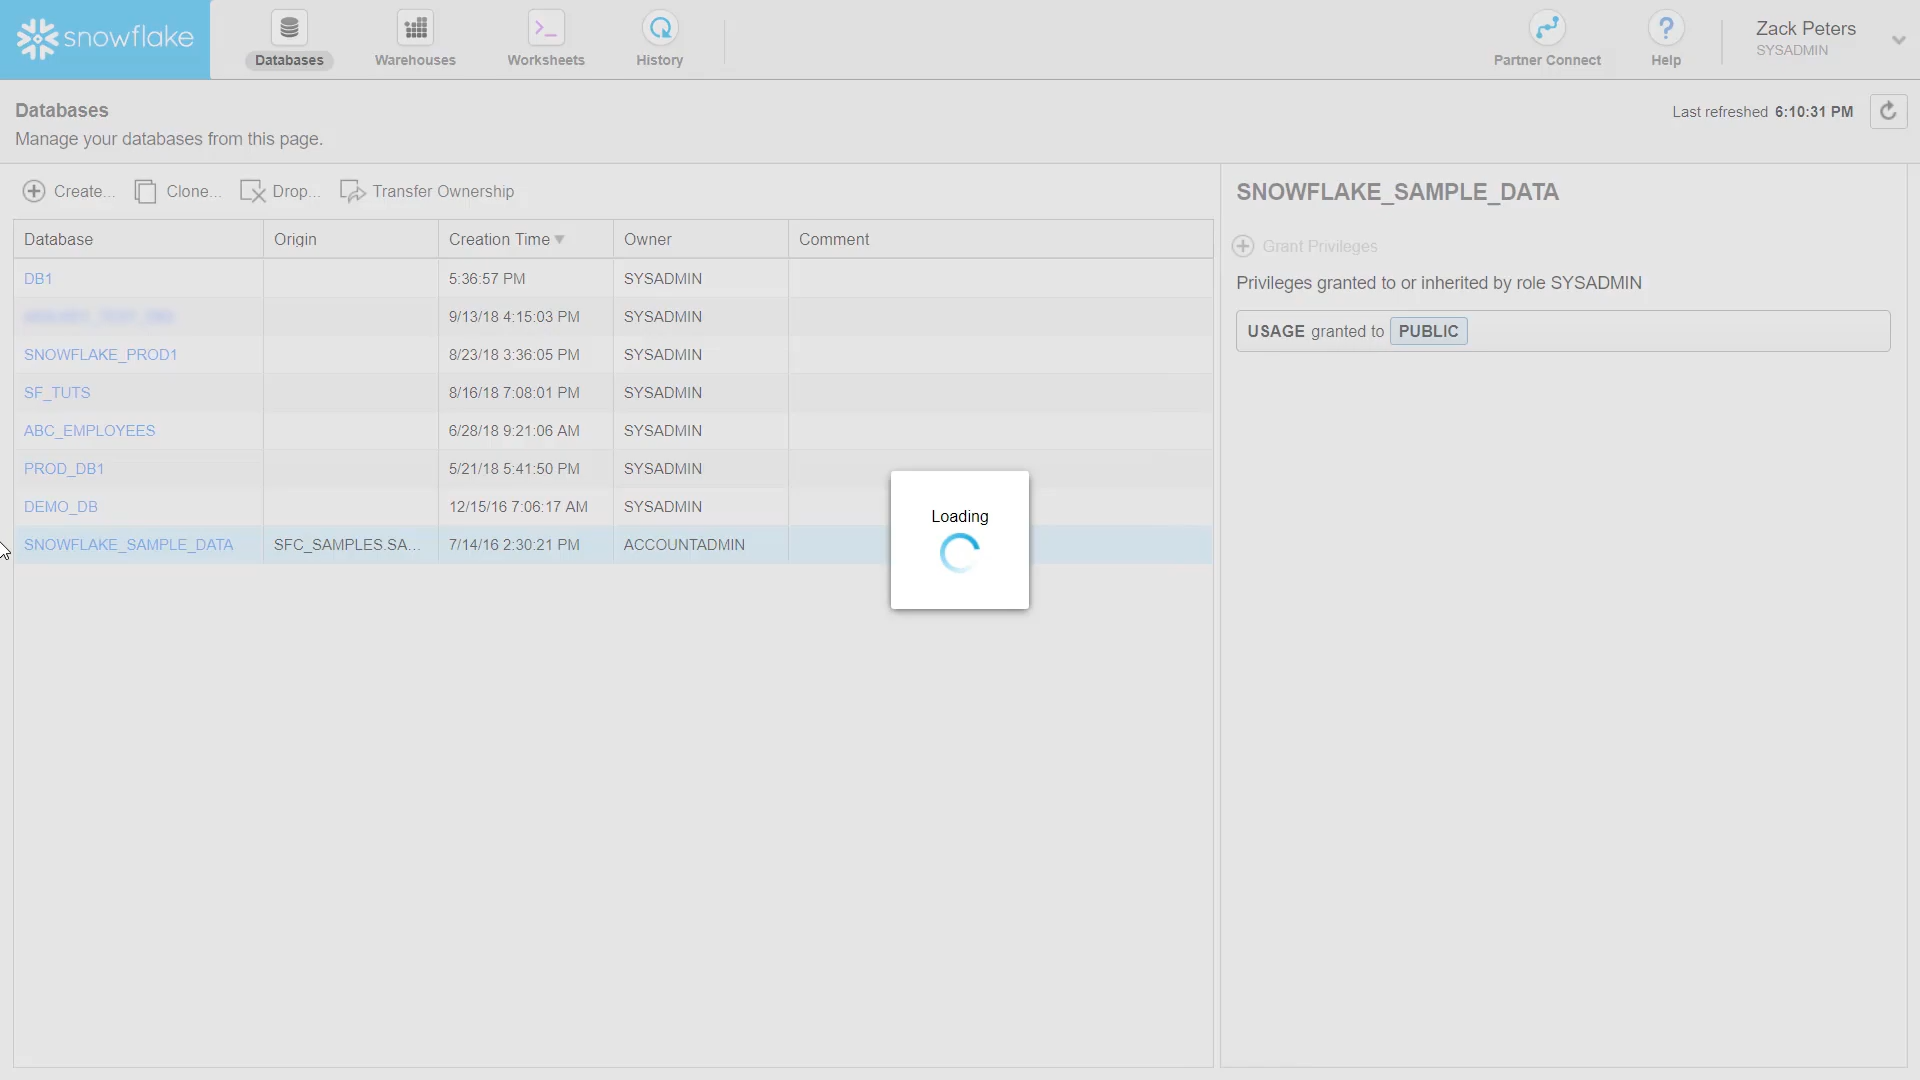 snowflake
Databases
Warehouses
Worksheets
History
Partner Connect
Help
Zack Peters
SYSADMIN
Databases
Manage your databases from this page.
Last refreshed 6:10:31 PM
Create...
Clone...
Drop...
Transfer Ownership
Database Origin Creation Time Owner Comment
DB1 5:36:57 PM SYSADMIN
9/13/18 4:15:03 PM SYSADMIN
SNOWFLAKE_PROD1 8/23/18 3:36:05 PM SYSADMIN
SF_TUTS 8/16/18 7:08:01 PM SYSADMIN
ABC_EMPLOYEES 6/28/18 9:21:06 AM SYSADMIN
PROD_DB1 5/21/18 5:41:50 PM SYSADMIN
DEMO_DB 12/15/16 7:06:17 AM SYSADMIN
SNOWFLAKE_SAMPLE_DATA SFC_SAMPLES.SA... 7/14/16 2:30:21 PM ACCOUNTADMIN
Loading
SNOWFLAKE_SAMPLE_DATA
Grant Privileges
Privileges granted to or inherited by role SYSADMIN
USAGE granted to PUBLIC